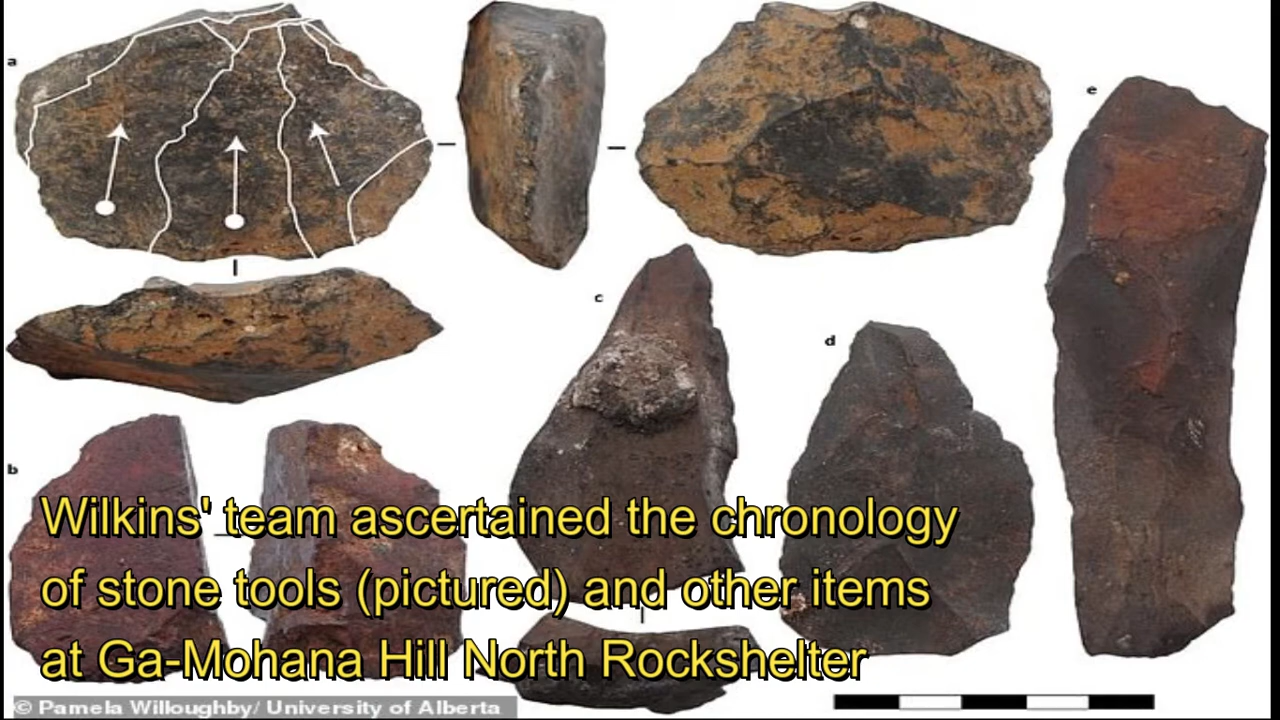 a
e
c
d
b
Wilkins' team ascertained the chronology
of stone tools (pictured) and other items
at Ga-Mohana Hill North Rockshelter
© Pamela Willoughby/ University of Alberta